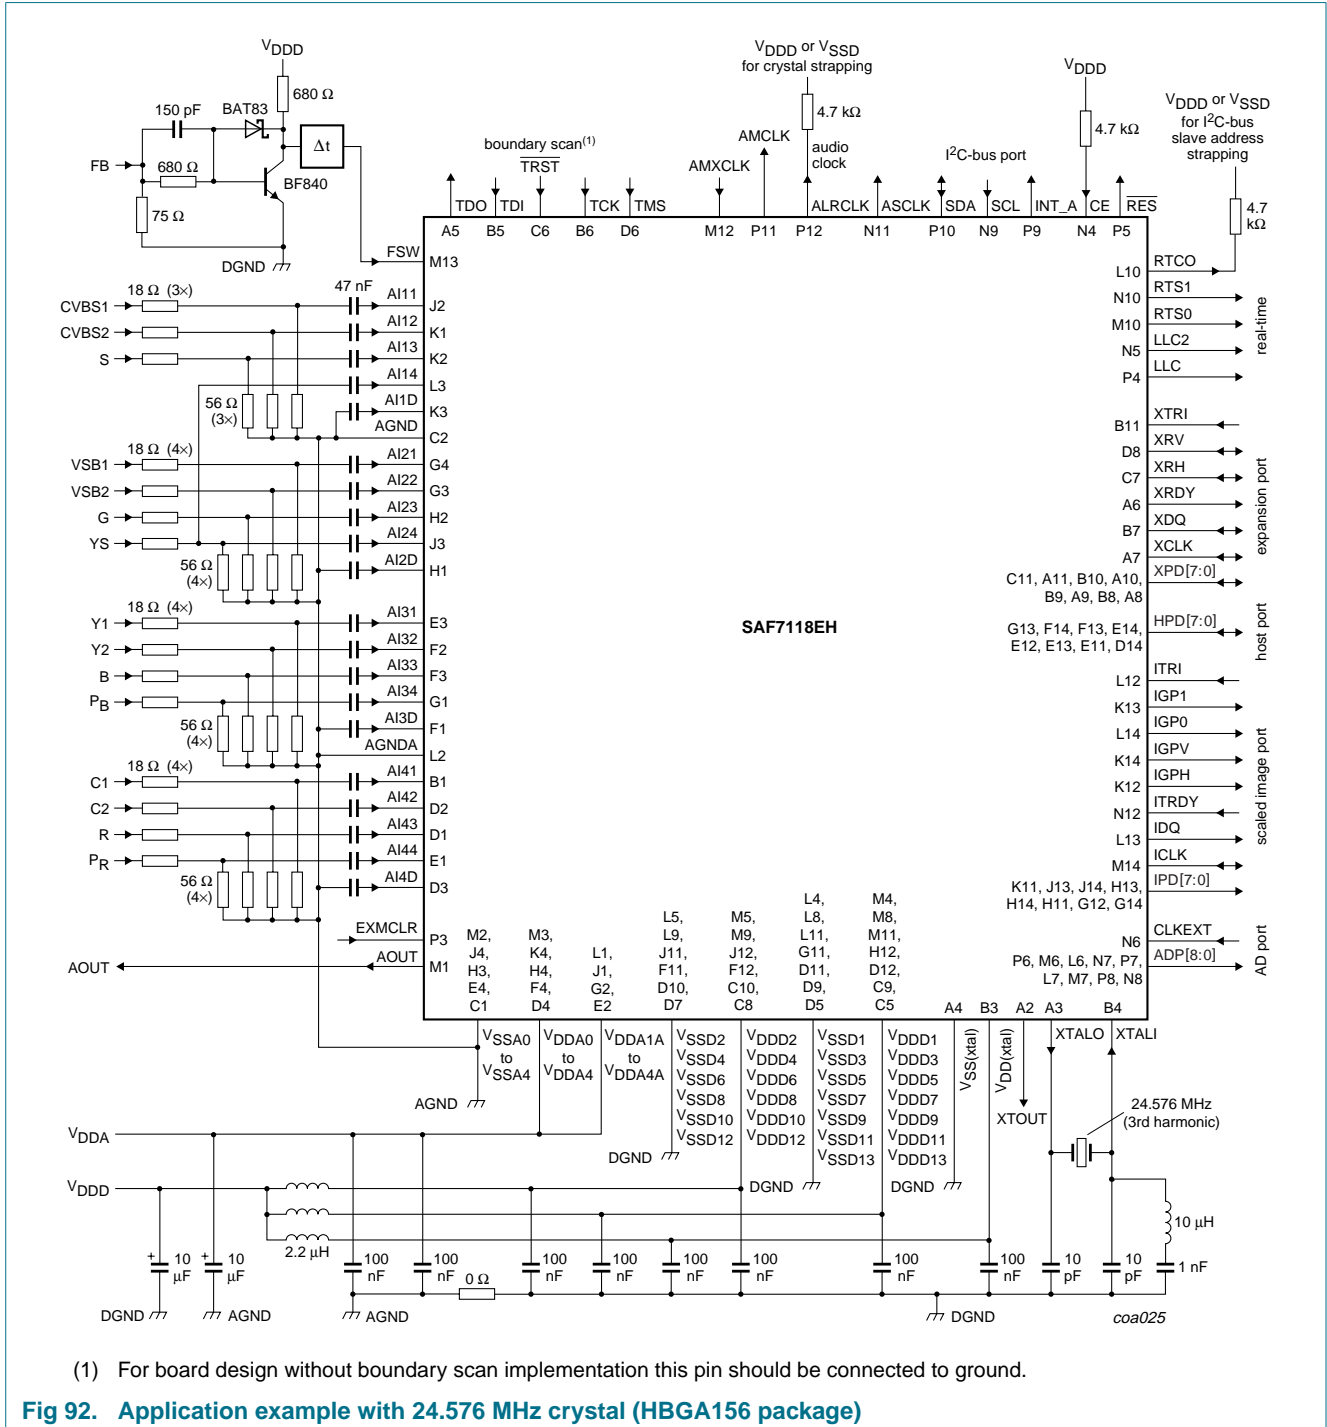 VDDD
680 Ω
150 pF
BAT83
Δt
FB
680 Ω
BF840
75 Ω
DGND
VDDD or VSSD
for crystal strapping
4.7 kΩ
AMCLK
audio
clock
AMXCLK
boundary scan(1)
TRST
I2C-bus port
VDDD
4.7 kΩ
VDDD or VSSD
for I2C-bus
slave address
strapping
4.7
kΩ
TDO TDI TCK TMS ALRCLK ASCLK SDA SCL INT_A CE RES
A5 B5 C6 B6 D6 M12 P11 P12 N11 P10 N9 P9 N4 P5
FSW M13
18 Ω (3×)
47 nF
CVBS1 AI11 J2
CVBS2 AI12 K1
S AI13 K2
AI14 L3
56 Ω
(3×)
AI1D K3
AGND C2
18 Ω (4×)
VSB1 AI21 G4
VSB2 AI22 G3
G AI23 H2
YS AI24 J3
56 Ω
(4×)
AI2D H1
18 Ω (4×)
Y1 AI31 E3
Y2 AI32 F2
B AI33 F3
PB AI34 G1
56 Ω
(4×)
AI3D F1
AGNDA L2
18 Ω (4×)
C1 AI41 B1
C2 AI42 D2
R AI43 D1
PR AI44 E1
56 Ω
(4×)
AI4D D3
EXMCLR P3
AOUT AOUT M1
SAF7118EH
L10 RTCO
N10 RTS1
M10 RTS0
N5 LLC2
P4 LLC
real-time
B11 XTRI
D8 XRV
C7 XRH
A6 XRDY
B7 XDQ
A7 XCLK
C11, A11, B10, A10,
B9, A9, B8, A8
XPD[7:0]
expansion port
G13, F14, F13, E14,
E12, E13, E11, D14
HPD[7:0]
host port
L12 ITRI
K13 IGP1
L14 IGP0
K14 IGPV
K12 IGPH
N12 ITRDY
L13 IDQ
M14 ICLK
K11, J13, J14, H13,
H14, H11, G12, G14
IPD[7:0]
scaled image port
N6 CLKEXT
P6, M6, L6, N7, P7,
L7, M7, P8, N8
ADP[8:0]
AD port
M2,
J4,
H3,
E4,
C1
M3,
K4,
H4,
F4,
D4
L1,
J1,
G2,
E2
L5,
L9,
J11,
F11,
D10,
D7
M5,
M9,
J12,
F12,
C10,
C8
L4,
L8,
L11,
G11,
D11,
D9,
D5
M4,
M8,
M11,
H12,
D12,
C9,
C5
A4 B3 A2 A3 B4
VSSA0
to
VSSA4
VDDA0
to
VDDA4
VDDA1A
to
VDDA4A
VSSD2
VSSD4
VSSD6
VSSD8
VSSD10
VSSD12
VDDD2
VDDD4
VDDD6
VDDD8
VDDD10
VDDD12
VSSD1
VSSD3
VSSD5
VSSD7
VSSD9
VSSD11
VSSD13
VDDD1
VDDD3
VDDD5
VDDD7
VDDD9
VDDD11
VDDD13
VSS(xtal)
VDD(xtal)
XTOUT
XTALO XTALI
24.576 MHz
(3rd harmonic)
AGND
DGND
DGND
DGND
VDDA
VDDD
2.2 µH
10 µH
+ 10
µF
+ 10
µF
100
nF
100
nF
0 Ω
100
nF
100
nF
100
nF
100
nF
100
nF
100
nF
10
pF
10
pF
1 nF
DGND AGND AGND DGND
coa025
(1) For board design without boundary scan implementation this pin should be connected to ground.
Fig 92. Application example with 24.576 MHz crystal (HBGA156 package)